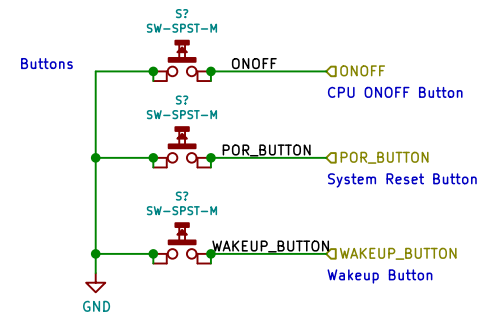 S?
SW-SPST-M
Buttons
ONOFF
ONOFF
CPU ONOFF Button
S?
SW-SPST-M
POR_BUTTON
POR_BUTTON
System Reset Button
S?
SW-SPST-M
WAKEUP_BUTTON
WAKEUP_BUTTON
Wakeup Button
GND